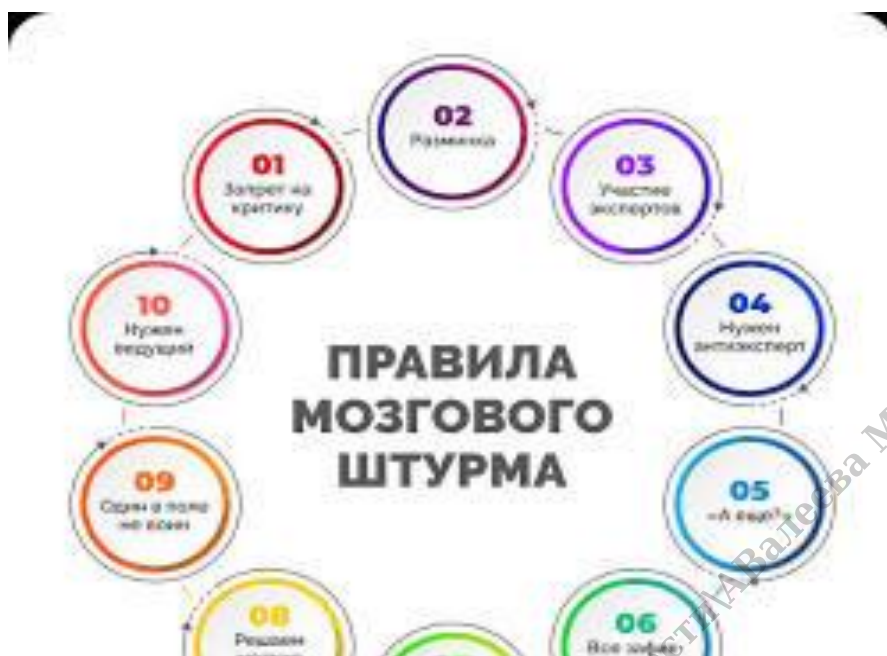 01
Запрет на
критику
02
Разминка
03
Участие
экспертов
04
Нужен
антиэксперт
05
«А еще?»
06
Все
08
Решаем
09
Один в поле
не воин
10
Нужен
ведущий
ПРАВИЛА
МОЗГОВОГО
ШТУРМА